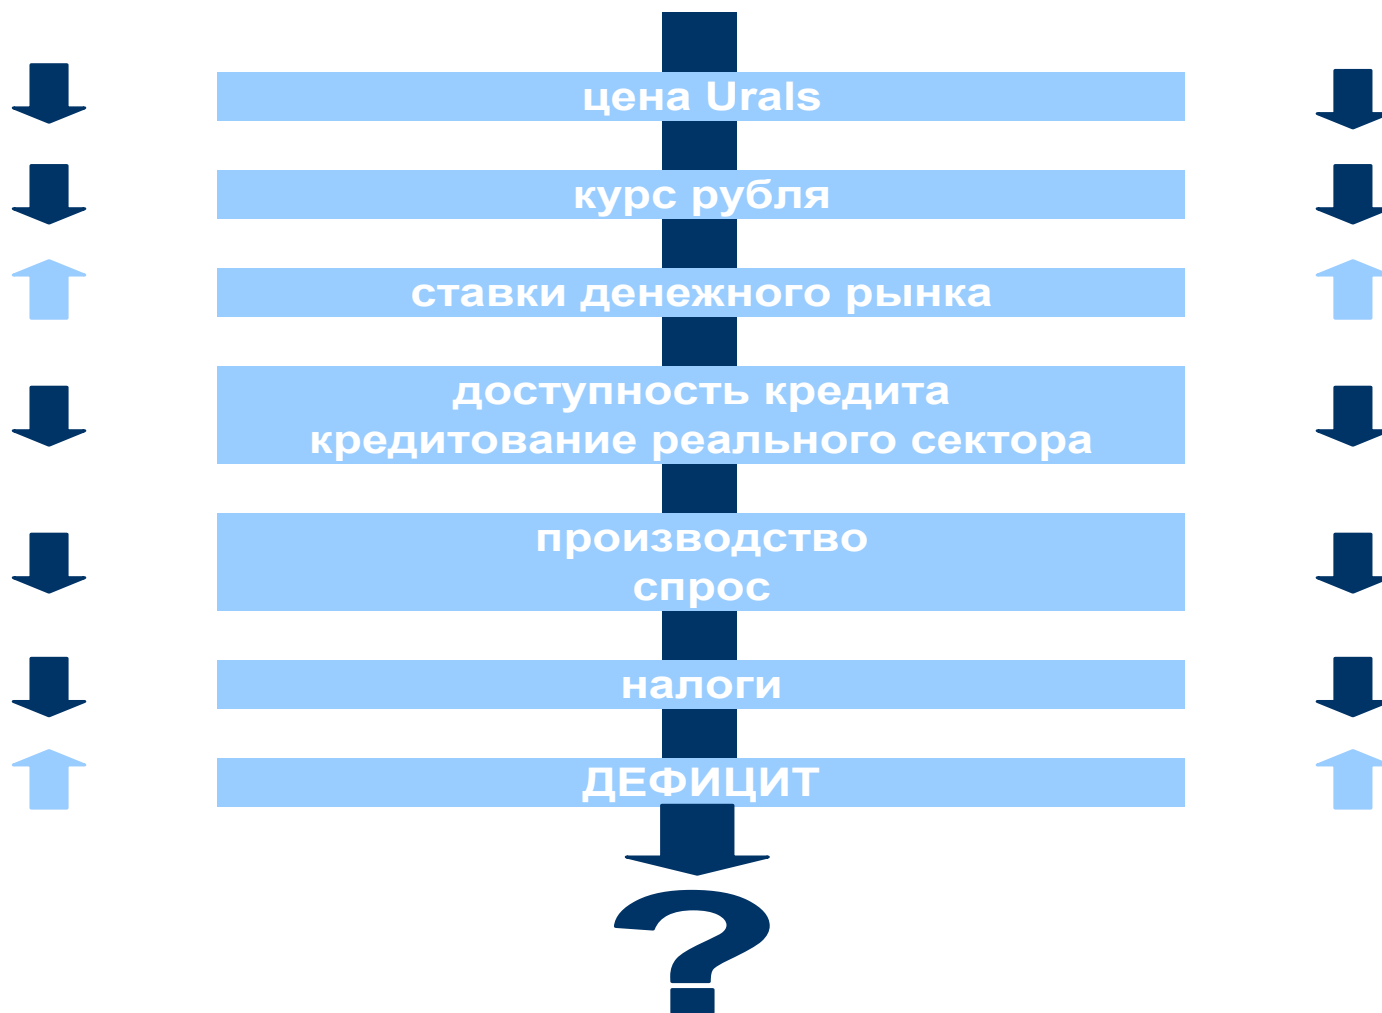 цена Urals
курс рубля
ставки денежного рынка
доступность кредита
кредитование реального сектора
производство
спрос
налоги
ДЕФИЦИТ
?